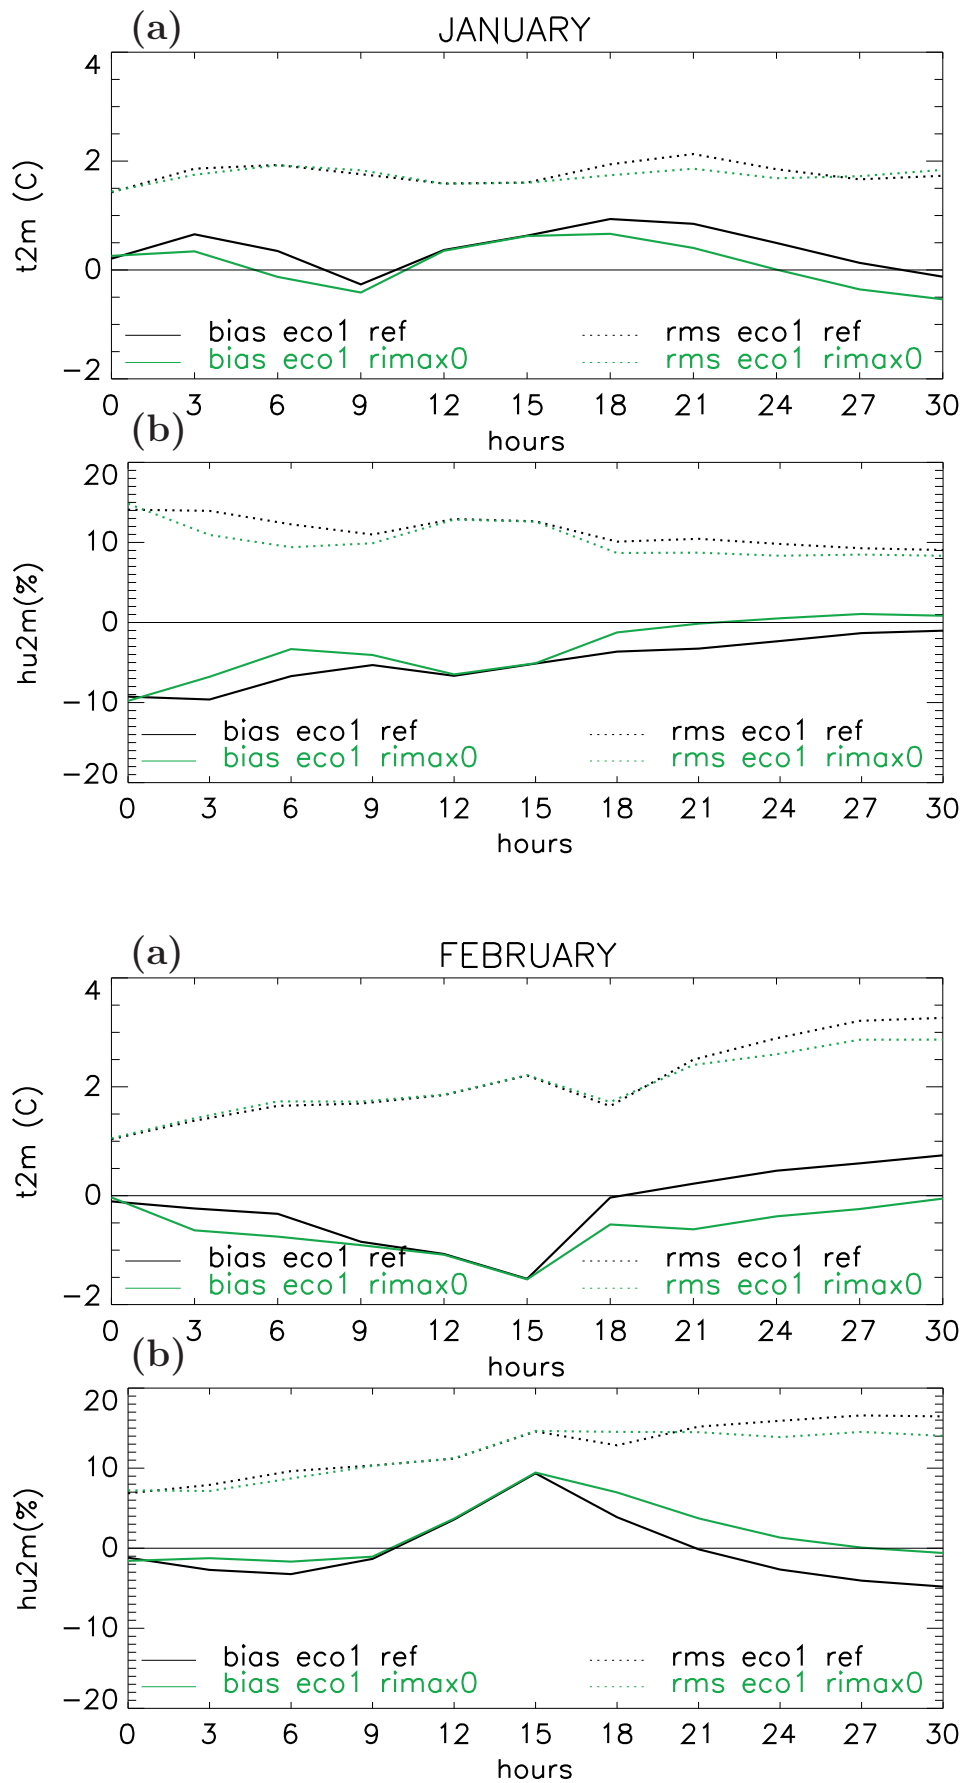 (a)
JANUARY
4
2
0
−2
t2m (C)
bias eco1 ref
rms eco1 ref
bias eco1 rimax0
rms eco1 rimax0
0 3 6 9 12 15 18 21 24 27 30
hours
(b)
20
10
0
−10
−20
hu2m(%)
bias eco1 ref
rms eco1 ref
bias eco1 rimax0
rms eco1 rimax0
0 3 6 9 12 15 18 21 24 27 30
hours
(a)
FEBRUARY
4
2
0
−2
t2m (C)
bias eco1 ref
rms eco1 ref
bias eco1 rimax0
rms eco1 rimax0
0 3 6 9 12 15 18 21 24 27 30
hours
(b)
20
10
0
−10
−20
hu2m(%)
bias eco1 ref
rms eco1 ref
bias eco1 rimax0
rms eco1 rimax0
0 3 6 9 12 15 18 21 24 27 30
hours